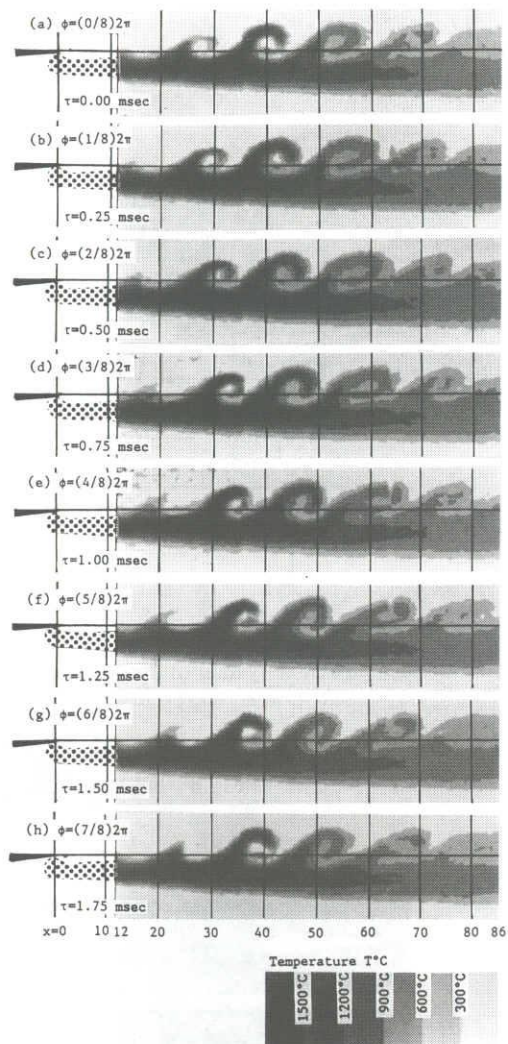 (a) φ=(0/8)2π
τ=0.00 msec
(b) φ=(1/8)2π
τ=0.25 msec
(c) φ=(2/8)2π
τ=0.50 msec
(d) φ=(3/8)2π
τ=0.75 msec
(e) φ=(4/8)2π
τ=1.00 msec
(f) φ=(5/8)2π
τ=1.25 msec
(g) φ=(6/8)2π
τ=1.50 msec
(h) φ=(7/8)2π
τ=1.75 msec
x=0 10 12 20 30 40 50 60 70 80 86
Temperature T°C
1500°C 1200°C 900°C 600°C 300°C